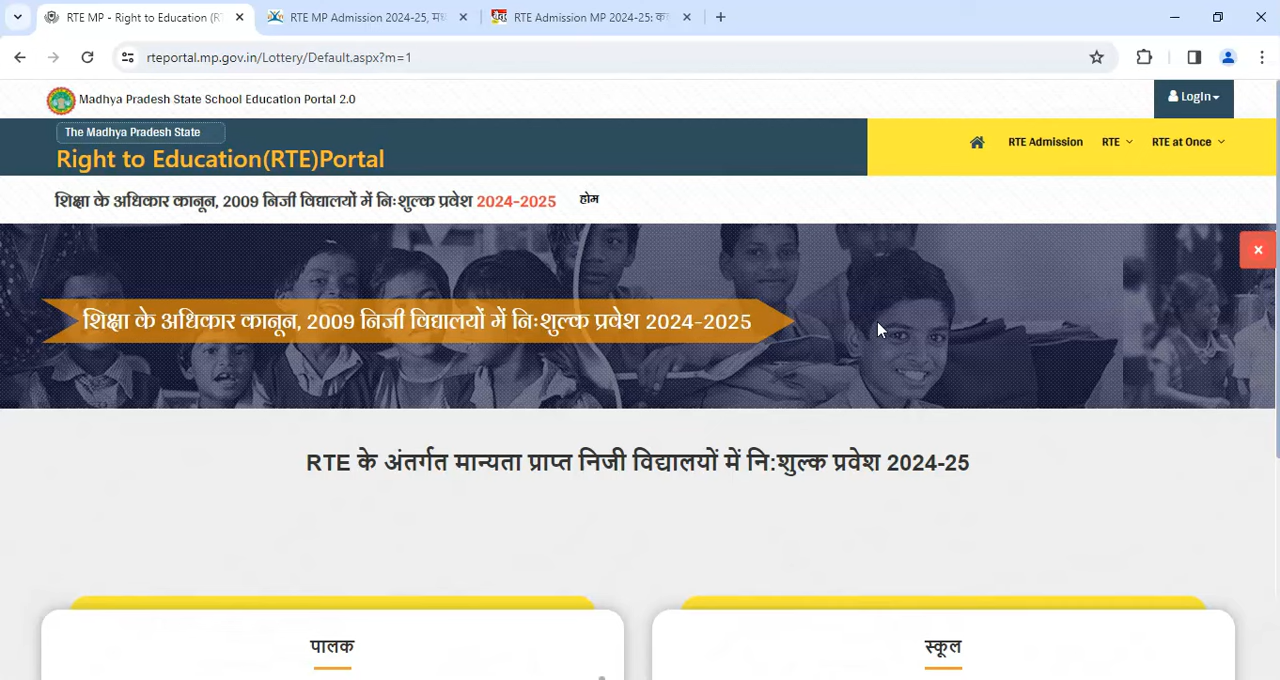 RTE MP - Right to Education (R
RTE MP Admission 2024-25, मध
RTE Admission MP 2024-25: कब
rteportal.mp.gov.in/Lottery/Default.aspx?m=1
Madhya Pradesh State School Education Portal 2.0
LogIn
The Madhya Pradesh State
Right to Education(RTE)Portal
RTE Admission
RTE
RTE at Once
शिक्षा के अधिकार कानून, 2009 निजी विद्यालयों में निःशुल्क प्रवेश 2024-2025
होम
शिक्षा के अधिकार कानून, 2009 निजी विद्यालयों में निःशुल्क प्रवेश 2024-2025
RTE के अंतर्गत मान्यता प्राप्त निजी विद्यालयों में नि:शुल्क प्रवेश 2024-25
पालक
स्कूल